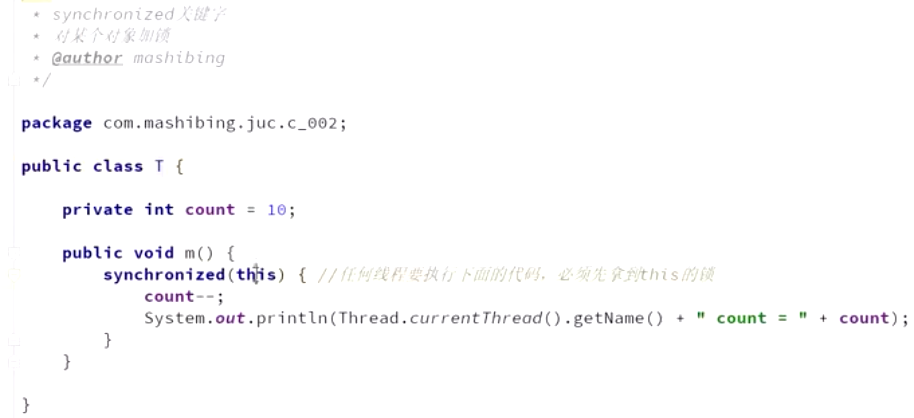 * synchronized关键字
* 对某个对象加锁
* @author mashibing
*/
package com.mashibing.juc.c_002;
public class T {
private int count = 10;
public void m() {
synchronized(this) { //任何线程要执行下面的代码，必须先拿到this的锁
count--;
System.out.println(Thread.currentThread().getName() + " count = " + count);
}
}
}